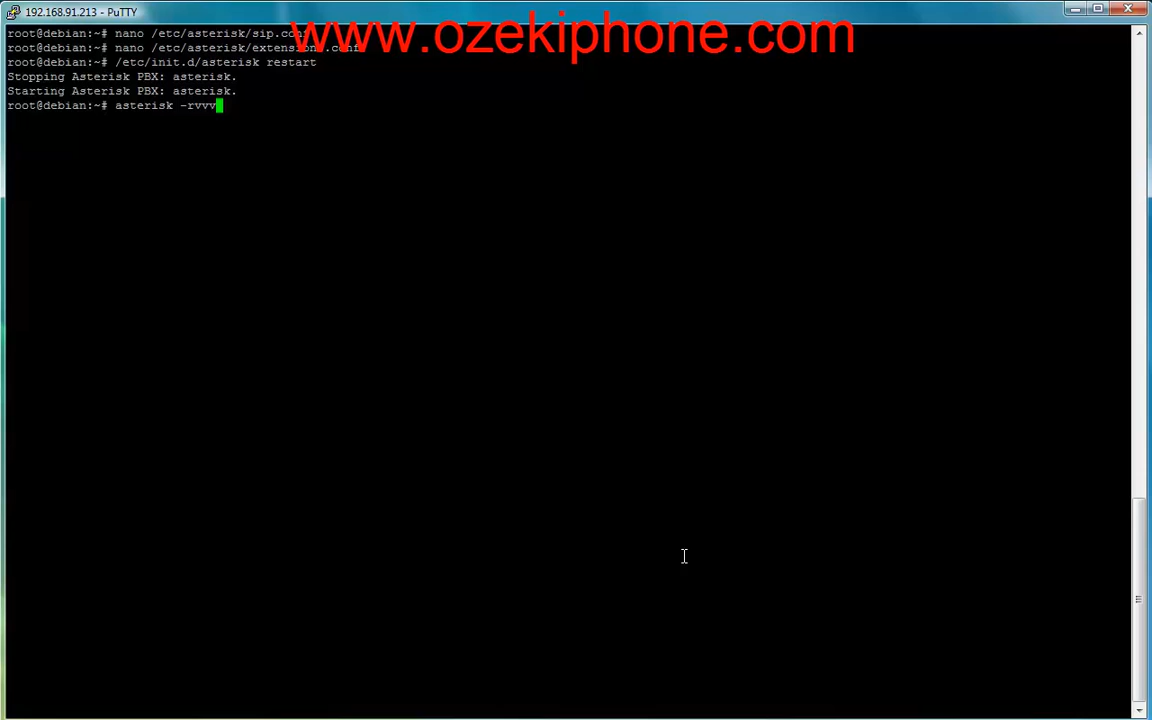 192.168.91.213 - PuTTY
www.ozekiphone.com
root@debian:~# nano /etc/asterisk/sip.conf
root@debian:~# nano /etc/asterisk/extensions.conf
root@debian:~# /etc/init.d/asterisk restart
Stopping Asterisk PBX: asterisk.
Starting Asterisk PBX: asterisk.
root@debian:~# asterisk -rvvv